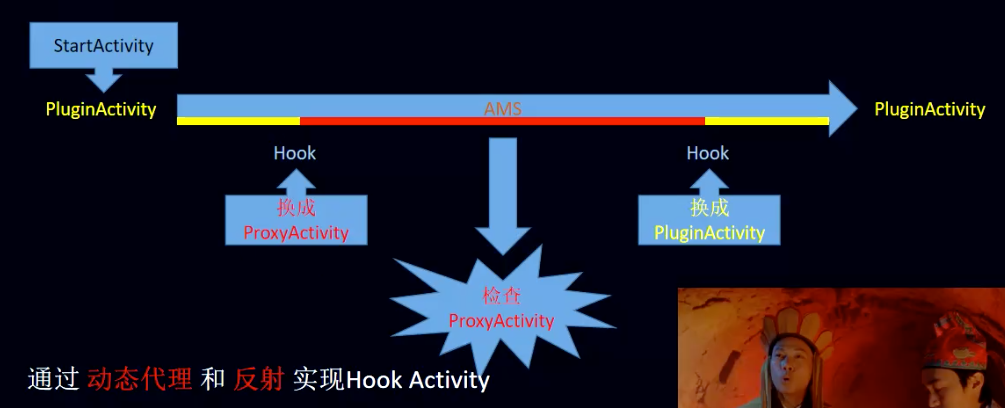 StartActivity
PluginActivity
AMS
PluginActivity
Hook
Hook
换成
ProxyActivity
换成
PluginActivity
检查
ProxyActivity
通过 动态代理 和 反射 实现Hook Activity